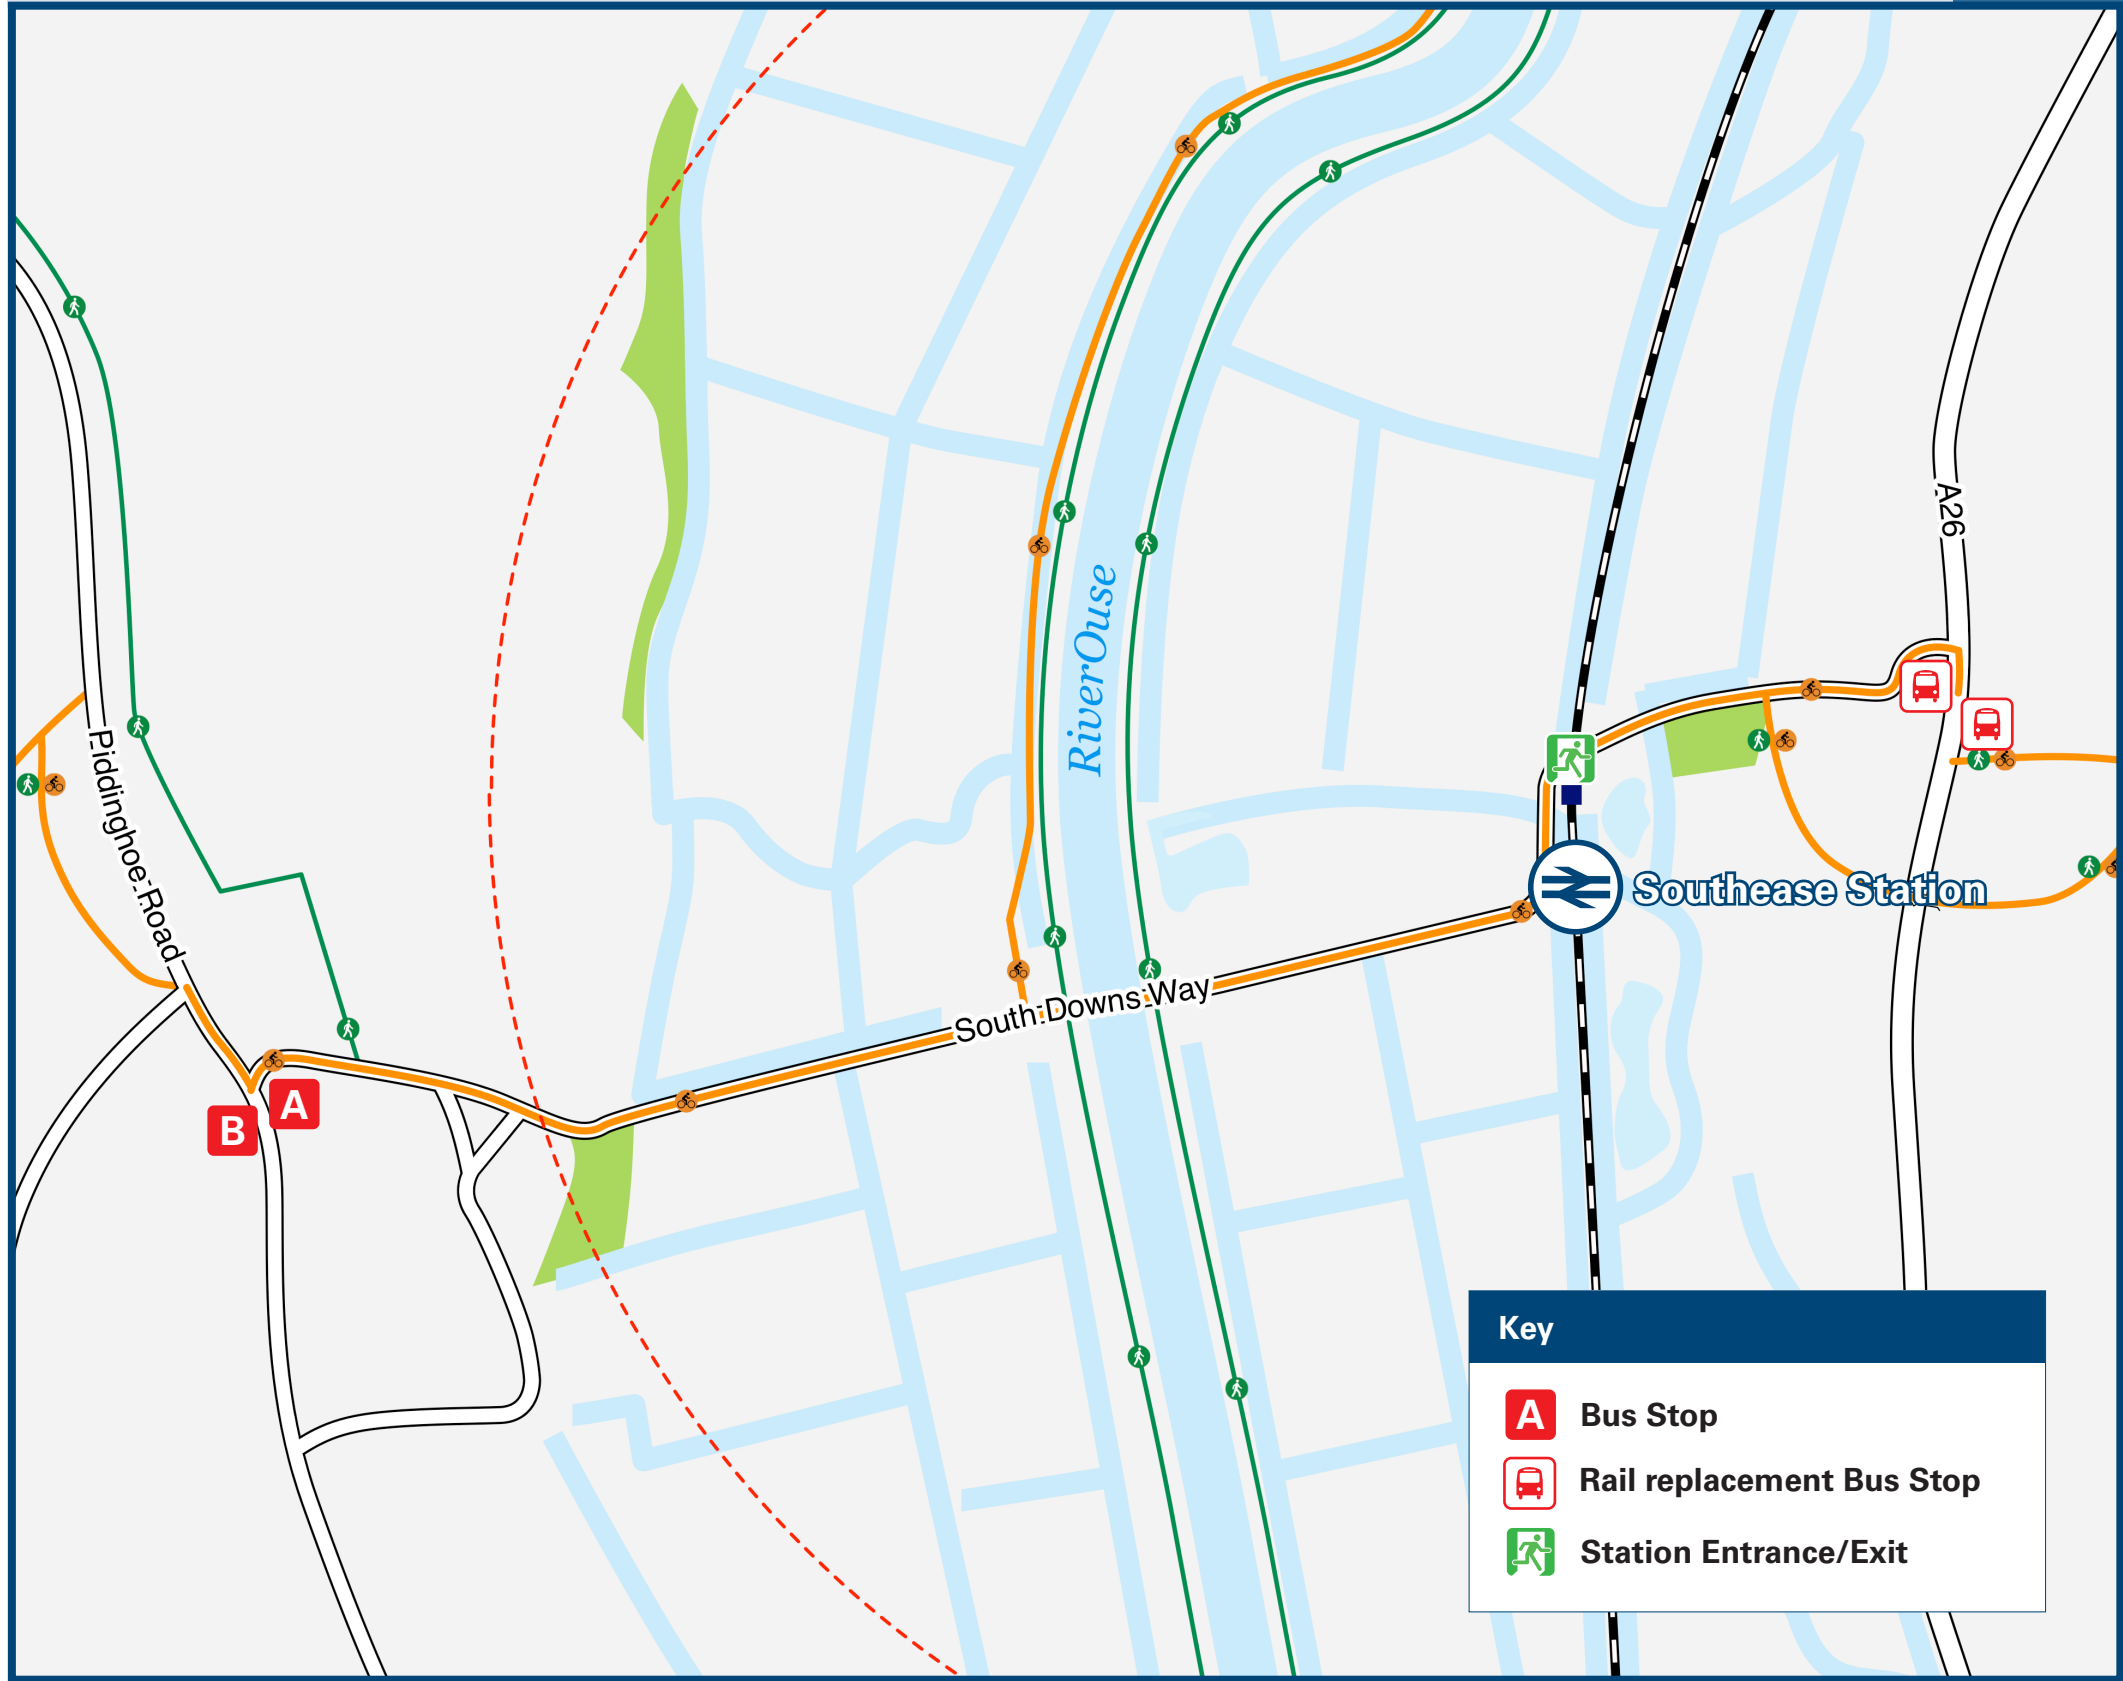 A26
River Ouse
Piddinghoe Road
Southease Station
South Downs Way
A
B
Key
A Bus Stop
Rail replacement Bus Stop
Station Entrance/Exit